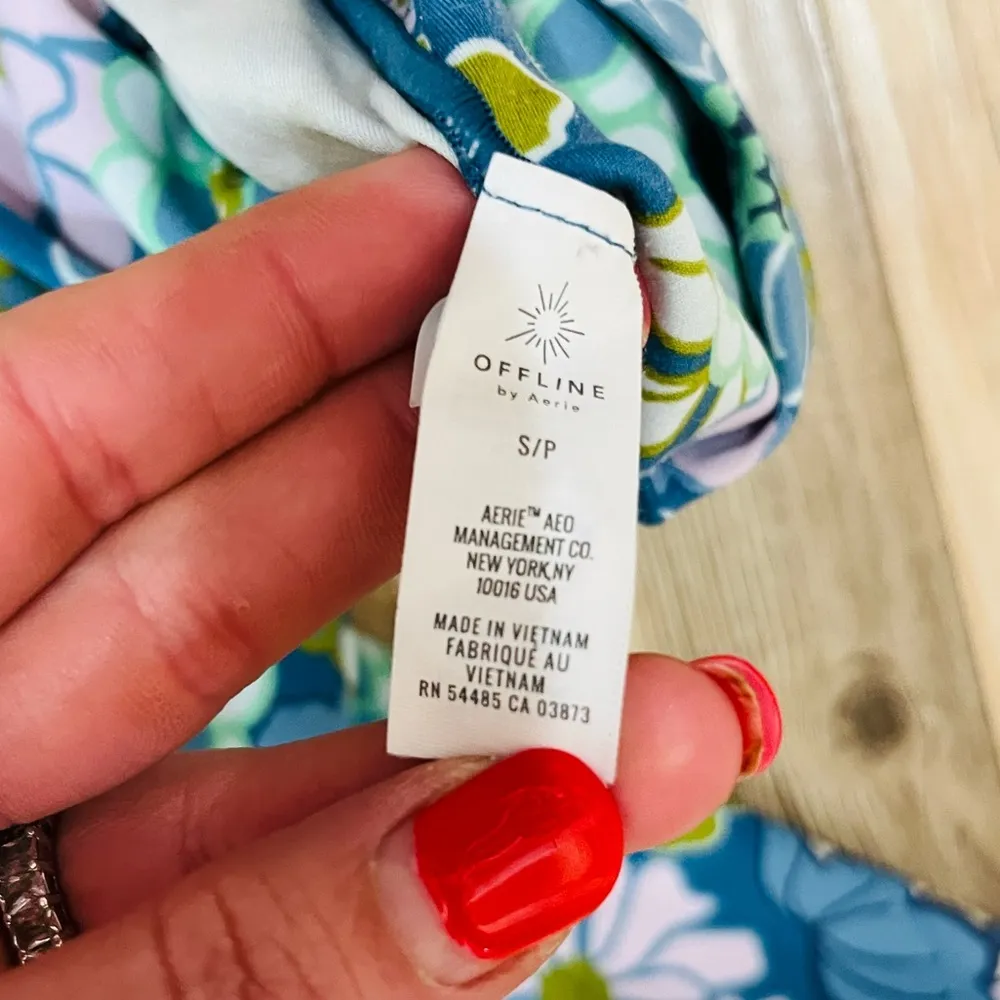 OFFLINE
by Aerie
S/P
AERIE™ AEO
MANAGEMENT CO.
NEW YORK,NY
10016 USA
MADE IN VIETNAM
FABRIQUÉ AU
VIETNAM
RN 54485 CA 03873